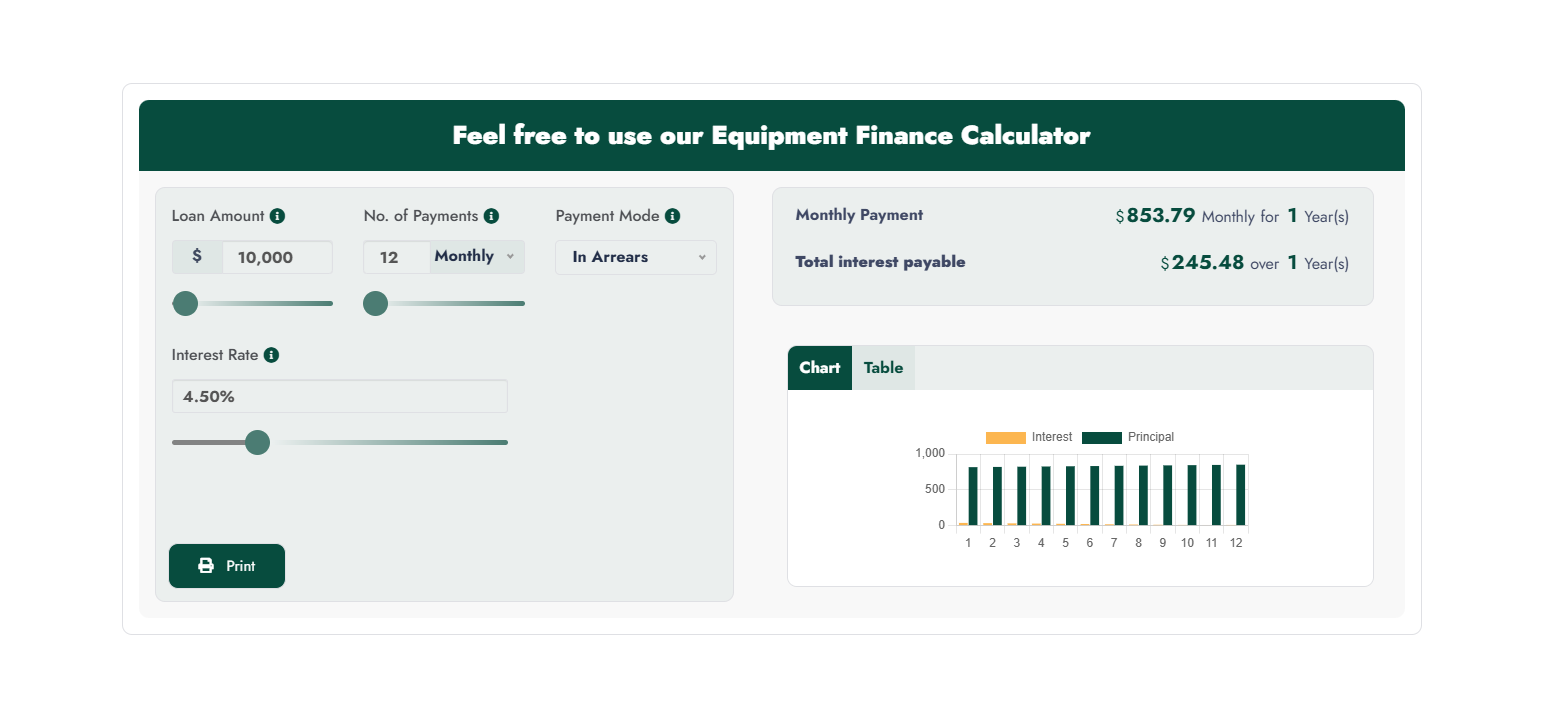 Feel free to use our Equipment Finance Calculator
Loan Amount
No. of Payments
Payment Mode
$ 10,000
12 Monthly
In Arrears
Interest Rate
4.50%
Print
Monthly Payment $853.79 Monthly for 1 Year(s)
Total interest payable $245.48 over 1 Year(s)
Chart Table
Interest Principal
1,000
500
0
1 2 3 4 5 6 7 8 9 10 11 12